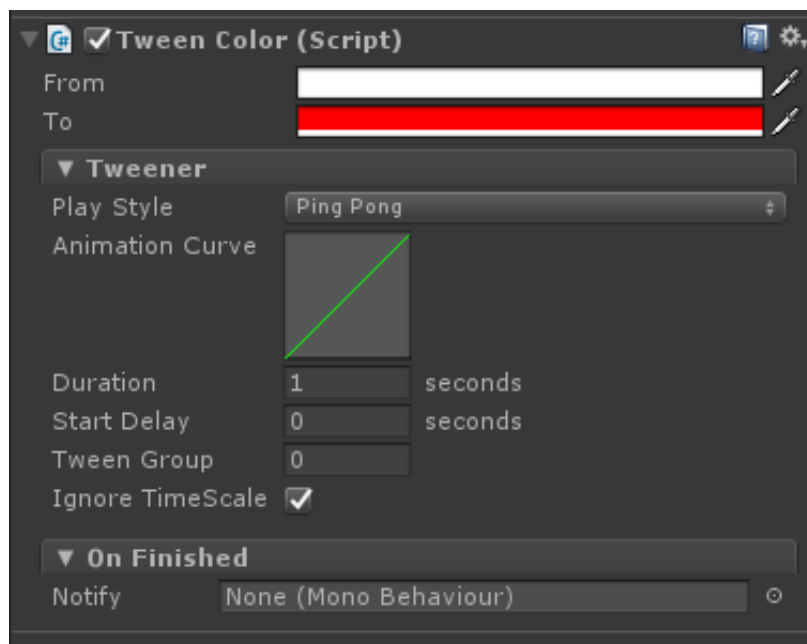 Tween Color (Script)
From
To
Tweener
Play Style Ping Pong
Animation Curve
Duration 1 seconds
Start Delay 0 seconds
Tween Group 0
Ignore TimeScale
On Finished
Notify None (Mono Behaviour)